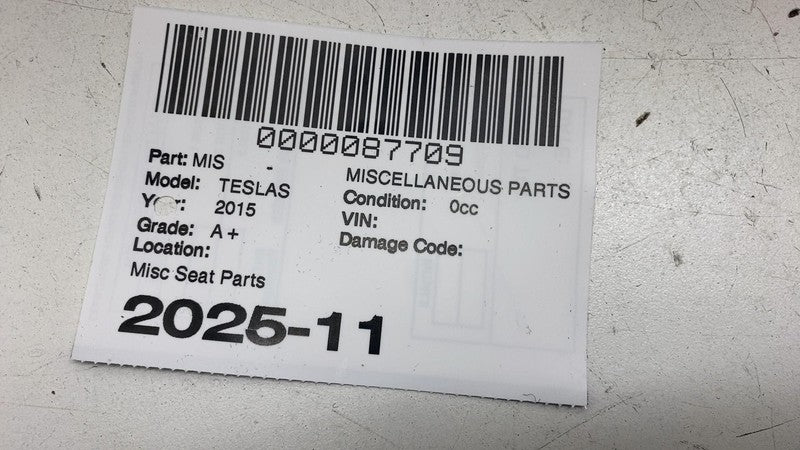 0000087709
Part: MIS - MISCELLANEOUS PARTS
Model: TESLAS Condition: 0cc
Year: 2015 VIN:
Grade: A+ Damage Code:
Location:
Misc Seat Parts
2025-11